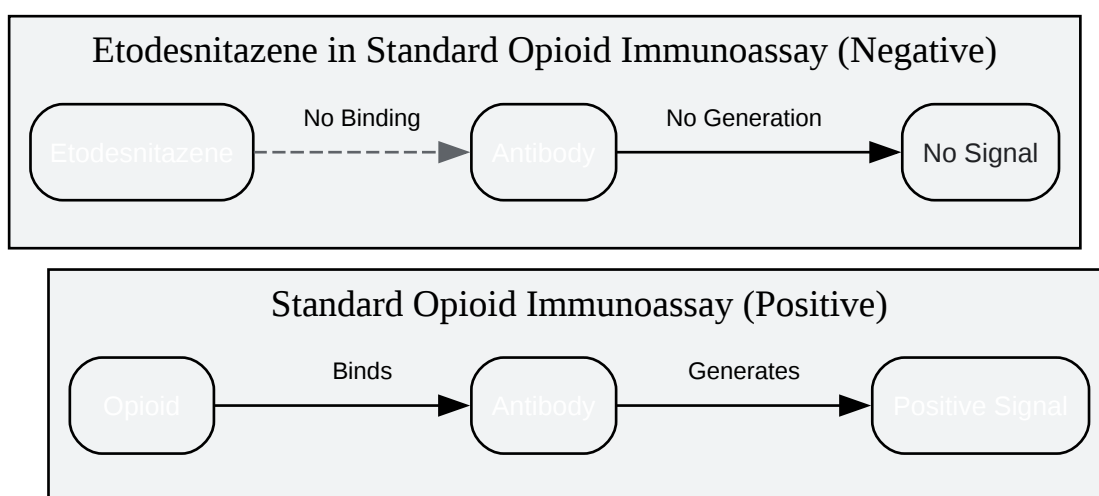 Etodesnitazene in Standard Opioid Immunoassay (Negative)
No Binding
No Generation
Etodesnitazene
Antibody
No Signal
Standard Opioid Immunoassay (Positive)
Binds
Generates
Opioid
Antibody
Positive Signal